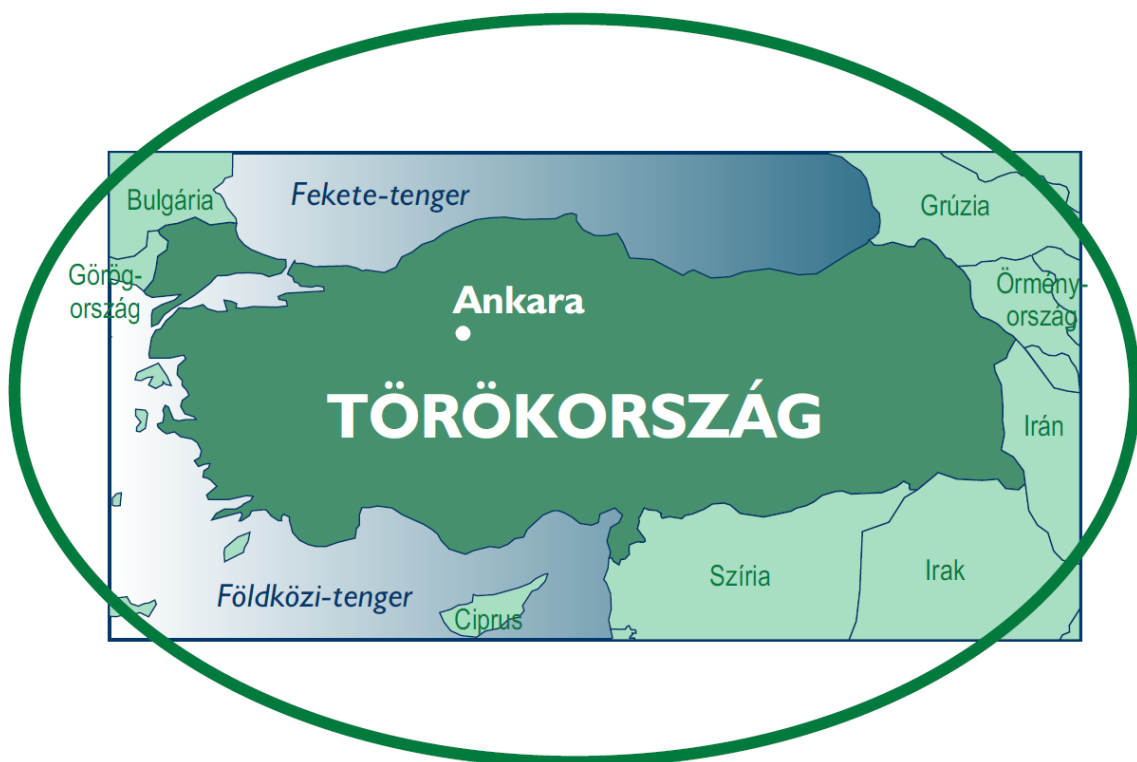 Bulgária
Fekete-tenger
Grúzia
Görög-
ország
Örmény-
ország
Ankara
TÖRÖKORSZÁG
Irán
Szíria
Irak
Földközi-tenger
Ciprus